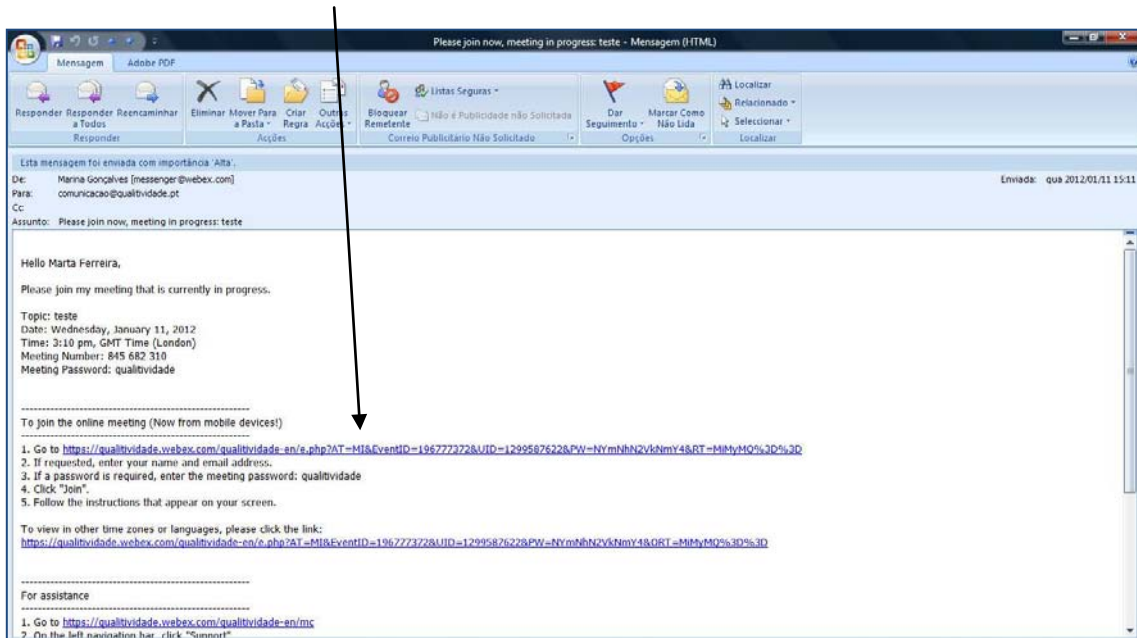 Please join now, meeting in progress: teste - Mensagem (HTML)
Mensagem Adobe PDF
Responder Responder a Todos Reencaminhar
Eliminar Mover Para a Pasta Criar Regra Outras Acções
Bloquear Remetente
Listas Seguras
Não é Publicidade não Solicitada
Dar Seguimento Marcar Como Não Lida
Localizar
Relacionado
Seleccionar
Responder Acções Correio Publicitário Não Solicitado Opções Localizar
Esta mensagem foi enviada com importância 'Alta'.
De: Marina Gonçalves [messenger@webex.com] Enviada: qua 2012/01/11 15:11
Para: comunicacao@qualitividade.pt
Cc:
Assunto: Please join now, meeting in progress: teste
Hello Marta Ferreira,
Please join my meeting that is currently in progress.
Topic: teste
Date: Wednesday, January 11, 2012
Time: 3:10 pm, GMT Time (London)
Meeting Number: 845 682 310
Meeting Password: qualitividade
-------------------------------------------------------
To join the online meeting (Now from mobile devices!)
-------------------------------------------------------
1. Go to https://qualitividade.webex.com/qualitividade-en/e.php?AT=MI&EventID=196777372&UID=1299587622&PW=NYmNhN2VkNmY4&RT=MiMyMQ%3D%3D
2. If requested, enter your name and email address.
3. If a password is required, enter the meeting password: qualitividade
4. Click "Join".
5. Follow the instructions that appear on your screen.
To view in other time zones or languages, please click the link:
https://qualitividade.webex.com/qualitividade-en/e.php?AT=MI&EventID=196777372&UID=1299587622&PW=NYmNhN2VkNmY4&ORT=MiMyMQ%3D%3D
-------------------------------------------------------
For assistance
-------------------------------------------------------
1. Go to https://qualitividade.webex.com/qualitividade-en/mc
2. On the left navigation bar, click "Support".